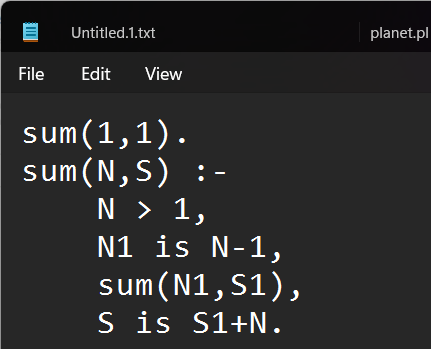 Untitled.1.txt planet.pl
File Edit View
sum(1,1).
sum(N,S) :-
    N > 1,
    N1 is N-1,
    sum(N1,S1),
    S is S1+N.